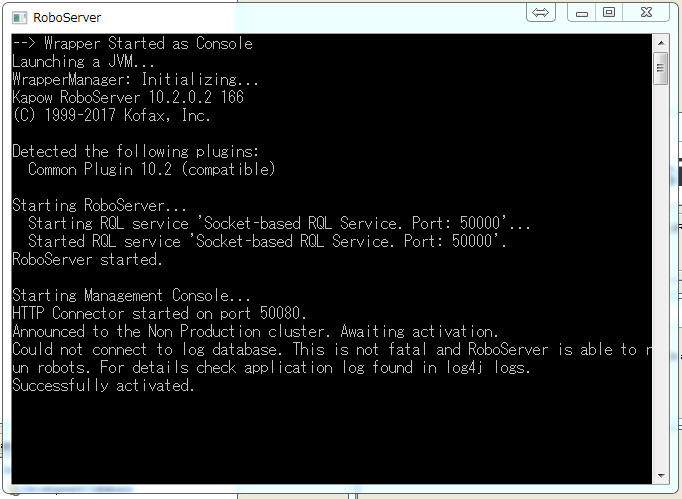 RoboServer
--> Wrapper Started as Console
Launching a JVM...
WrapperManager: Initializing...
Kapow RoboServer 10.2.0.2 166
(C) 1999-2017 Kofax, Inc.
Detected the following plugins:
Common Plugin 10.2 (compatible)
Starting RoboServer...
Starting RQL service 'Socket-based RQL Service. Port: 50000'...
Started RQL service 'Socket-based RQL Service. Port: 50000'.
RoboServer started.
Starting Management Console...
HTTP Connector started on port 50080.
Announced to the Non Production cluster. Awaiting activation.
Could not connect to log database. This is not fatal and RoboServer is able to r
un robots. For details check application log found in log4j logs.
Successfully activated.